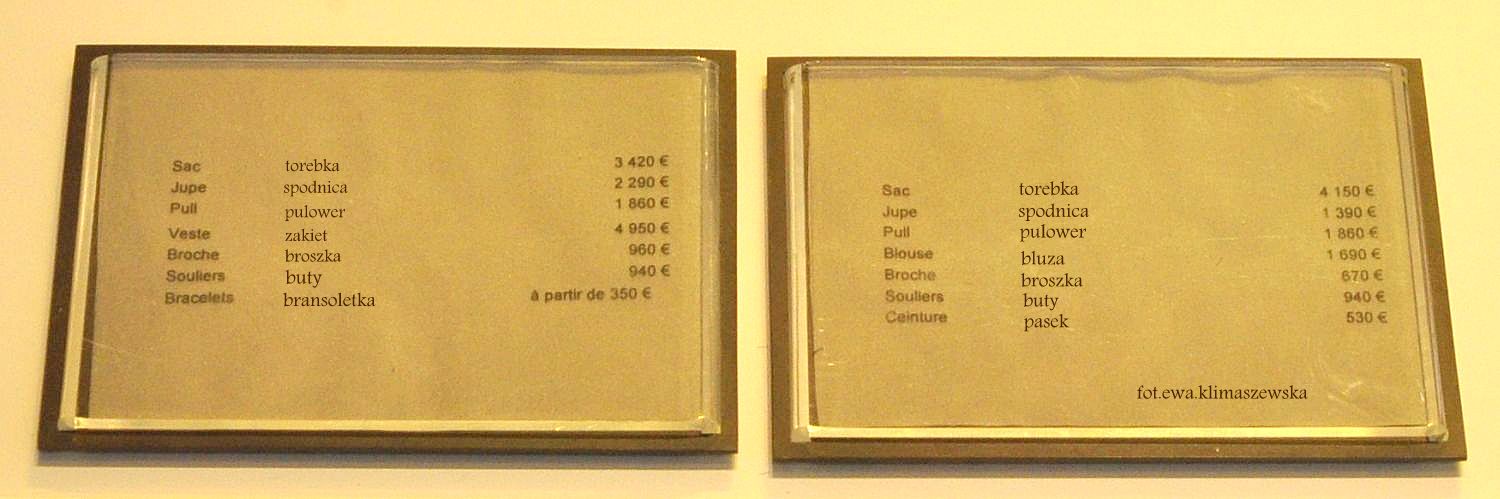 Sac torebka 3 420 €
Jupe spodnica 2 290 €
Pull pulower 1 860 €
Veste zakiet 4 950 €
Broche broszka 960 €
Souliers buty 940 €
Bracelets bransoletka à partir de 350 €
Sac torebka 4 150 €
Jupe spodnica 1 390 €
Pull pulower 1 860 €
Blouse bluza 1 690 €
Broche broszka 670 €
Souliers buty 940 €
Ceinture pasek 530 €
fot.ewa.klimaszewska